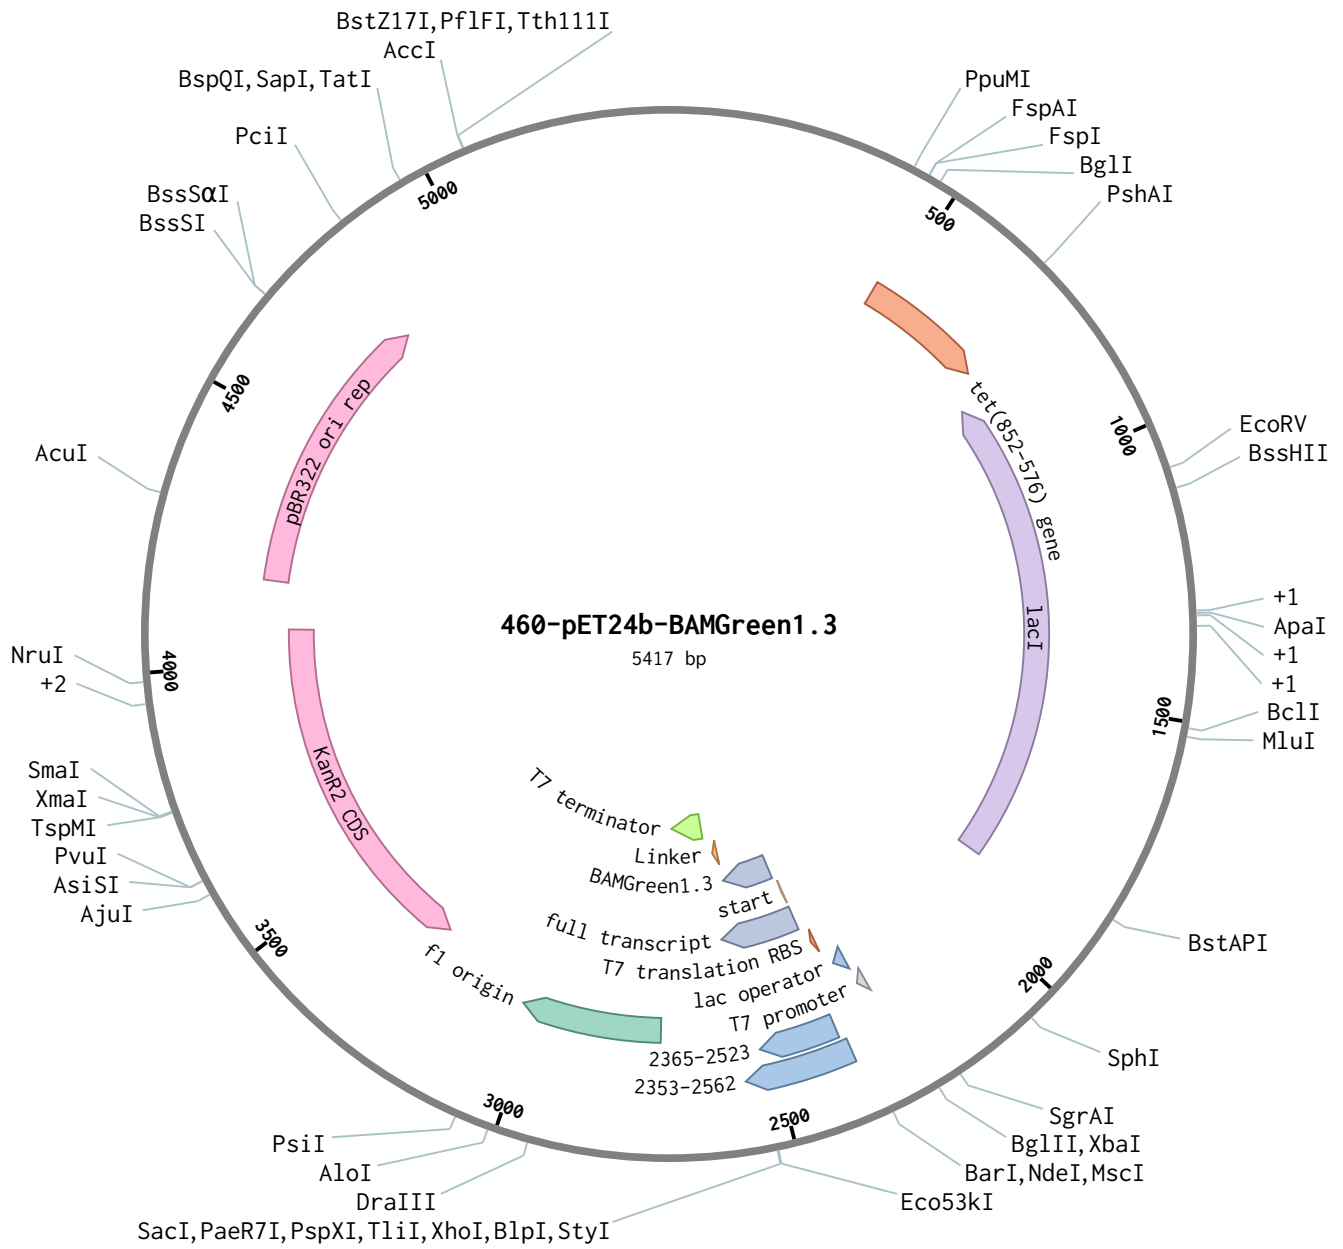 BstZ17I,PflFI,Tth111I
AccI
BspQI,SapI,TatI
PciI
BssSαI
BssSI
AcuI
NruI
+2
SmaI
XmaI
TspMI
PvuI
AsiSI
AjuI
PsiI
AloI
DraIII
SacI,PaeR7I,PspXI,TliI,XhoI,BlpI,StyI
PpuMI
FspAI
FspI
BglI
PshAI
EcoRV
BssHII
+1
ApaI
+1
+1
BclI
MluI
BstAPI
SphI
SgrAI
BglII,XbaI
BarI,NdeI,MscI
Eco53kI
500
1000
1500
2000
2500
3000
3500
4000
4500
5000
tet(852-576) gene
lacI
pBR322 ori rep
KanR2 CDS
460-pET24b-BAMGreen1.3
5417 bp
T7 terminator
Linker
BAMGreen1.3
start
full transcript
T7 translation RBS
lac operator
T7 promoter
2365-2523
2353-2562
f1 origin